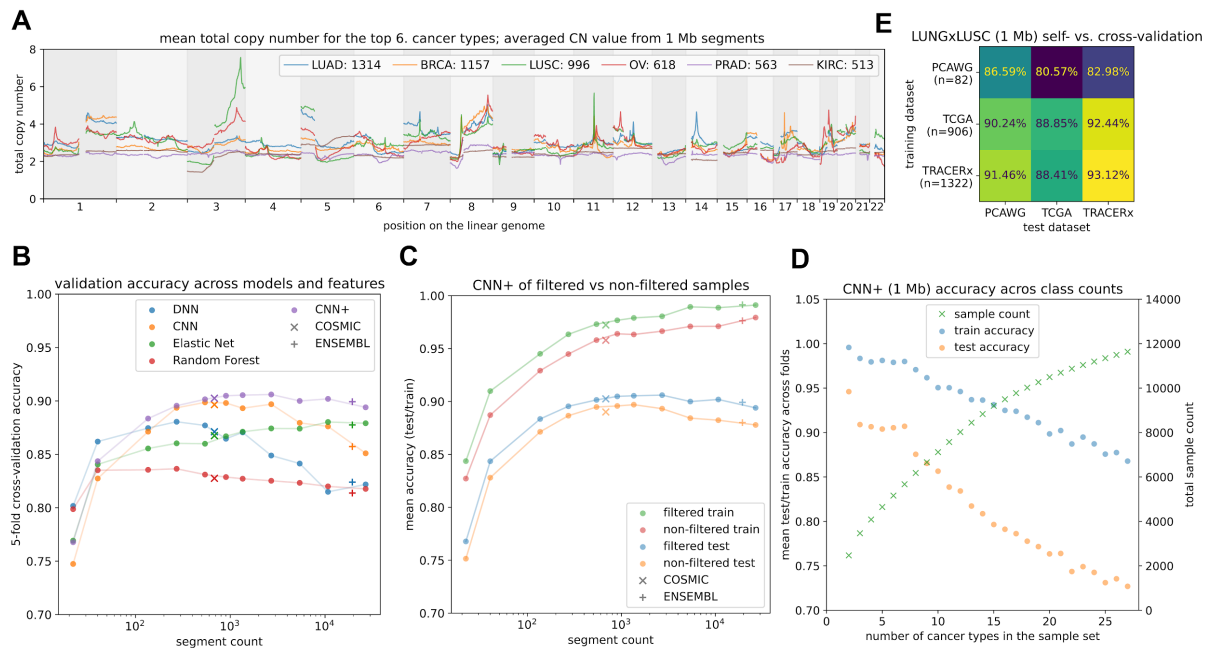 A
mean total copy number for the top 6. cancer types; averaged CN value from 1 Mb segments
LUAD: 1314 BRCA: 1157 LUSC: 996 OV: 618 PRAD: 563 KIRC: 513
total copy number
8
6
4
2
0
1 2 3 4 5 6 7 8 9 10 11 12 13 14 15 16 17 18 19 20 21 22
position on the linear genome
E
LUNGxLUSC (1 Mb) self- vs. cross-validation
training dataset
PCAWG
(n=82)
86.59% 80.57% 82.98%
TCGA
(n=906)
90.24% 88.85% 92.44%
TRACERx
(n=1322)
91.46% 88.41% 93.12%
PCAWG TCGA TRACERx
test dataset
B
validation accuracy across models and features
DNN
CNN
Elastic Net
Random Forest
CNN+
COSMIC
ENSEMBL
5-fold cross-validation accuracy
1.00
0.95
0.90
0.85
0.80
0.75
0.70
10² 10³ 10⁴
segment count
C
CNN+ of filtered vs non-filtered samples
mean accuracy (test/train)
1.00
0.95
0.90
0.85
0.80
0.75
0.70
filtered train
non-filtered train
filtered test
non-filtered test
COSMIC
ENSEMBL
10² 10³ 10⁴
segment count
D
CNN+ (1 Mb) accuracy acros class counts
sample count
train accuracy
test accuracy
mean test/train accuracy across folds
1.05
1.00
0.95
0.90
0.85
0.80
0.75
0.70
14000
12000
10000
8000
6000
4000
2000
0
total sample count
5 10 15 20 25
number of cancer types in the sample set